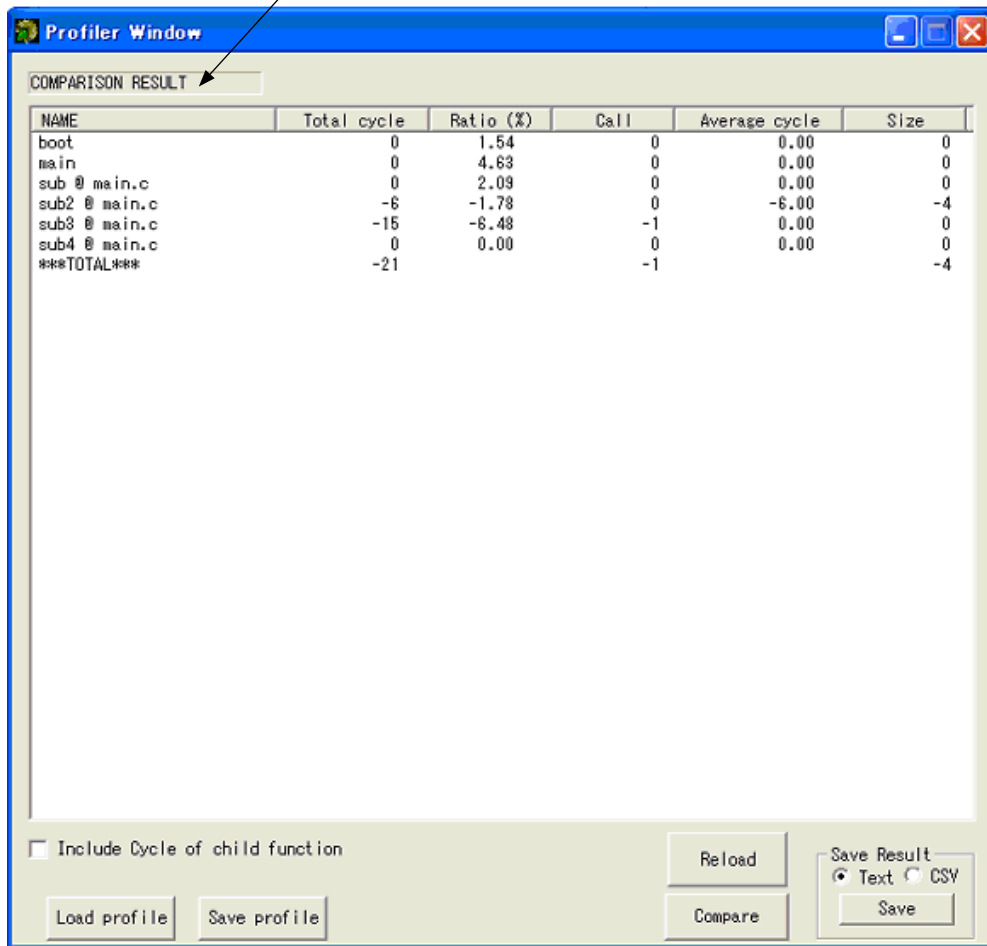 Profiler Window
COMPARISON RESULT
NAME Total cycle Ratio (%) Call Average cycle Size
boot 0 1.54 0 0.00 0
main 0 4.63 0 0.00 0
sub @ main.c 0 2.09 0 0.00 0
sub2 @ main.c -6 -1.78 0 -6.00 -4
sub3 @ main.c -15 -6.48 -1 0.00 0
sub4 @ main.c 0 0.00 0 0.00 0
***TOTAL*** -21 -1 -4
Include Cycle of child function
Reload
Save Result
Text CSV
Load profile Save profile Compare Save